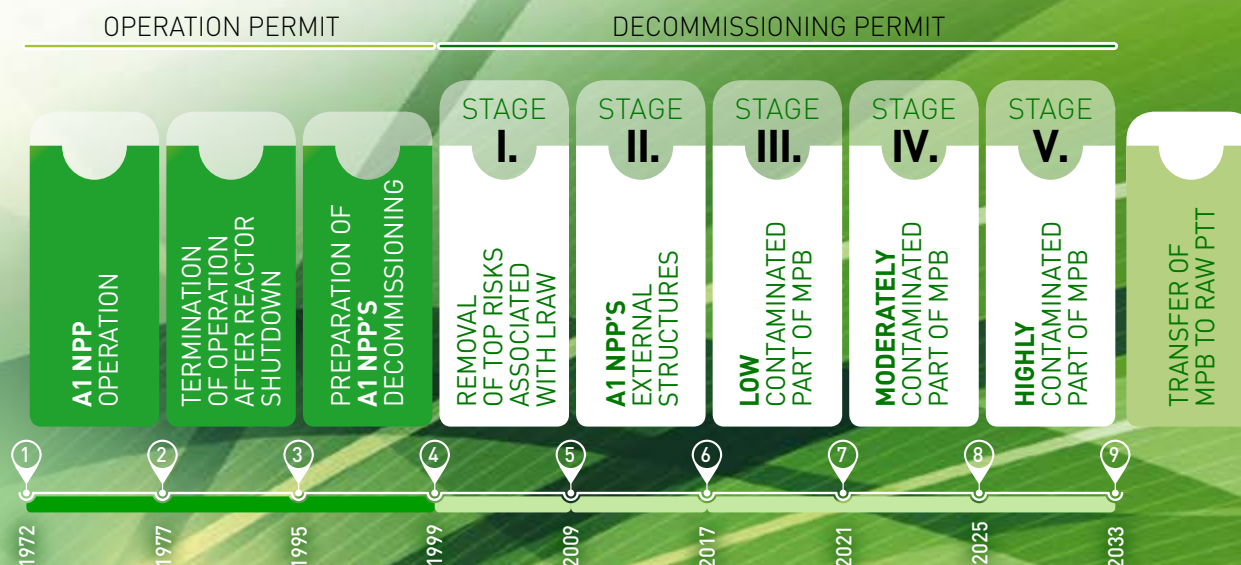 OPERATION PERMIT
DECOMMISSIONING PERMIT
A1 NPP
OPERATION
TERMINATION
OF OPERATION
AFTER REACTOR
SHUTDOWN
PREPARATION OF
A1 NPP'S
DECOMMISSIONING
STAGE
I.
REMOVAL
OF TOP RISKS
ASSOCIATED
WITH LRAW
STAGE
II.
A1 NPP'S
EXTERNAL
STRUCTURES
STAGE
III.
LOW
CONTAMINATED
PART OF MPB
STAGE
IV.
MODERATELY
CONTAMINATED
PART OF MPB
STAGE
V.
HIGHLY
CONTAMINATED
PART OF MPB
TRANSFER OF
MPB TO RAW PTT
1
2
3
4
5
6
7
8
9
1972
1977
1995
1999
2009
2017
2021
2025
2033